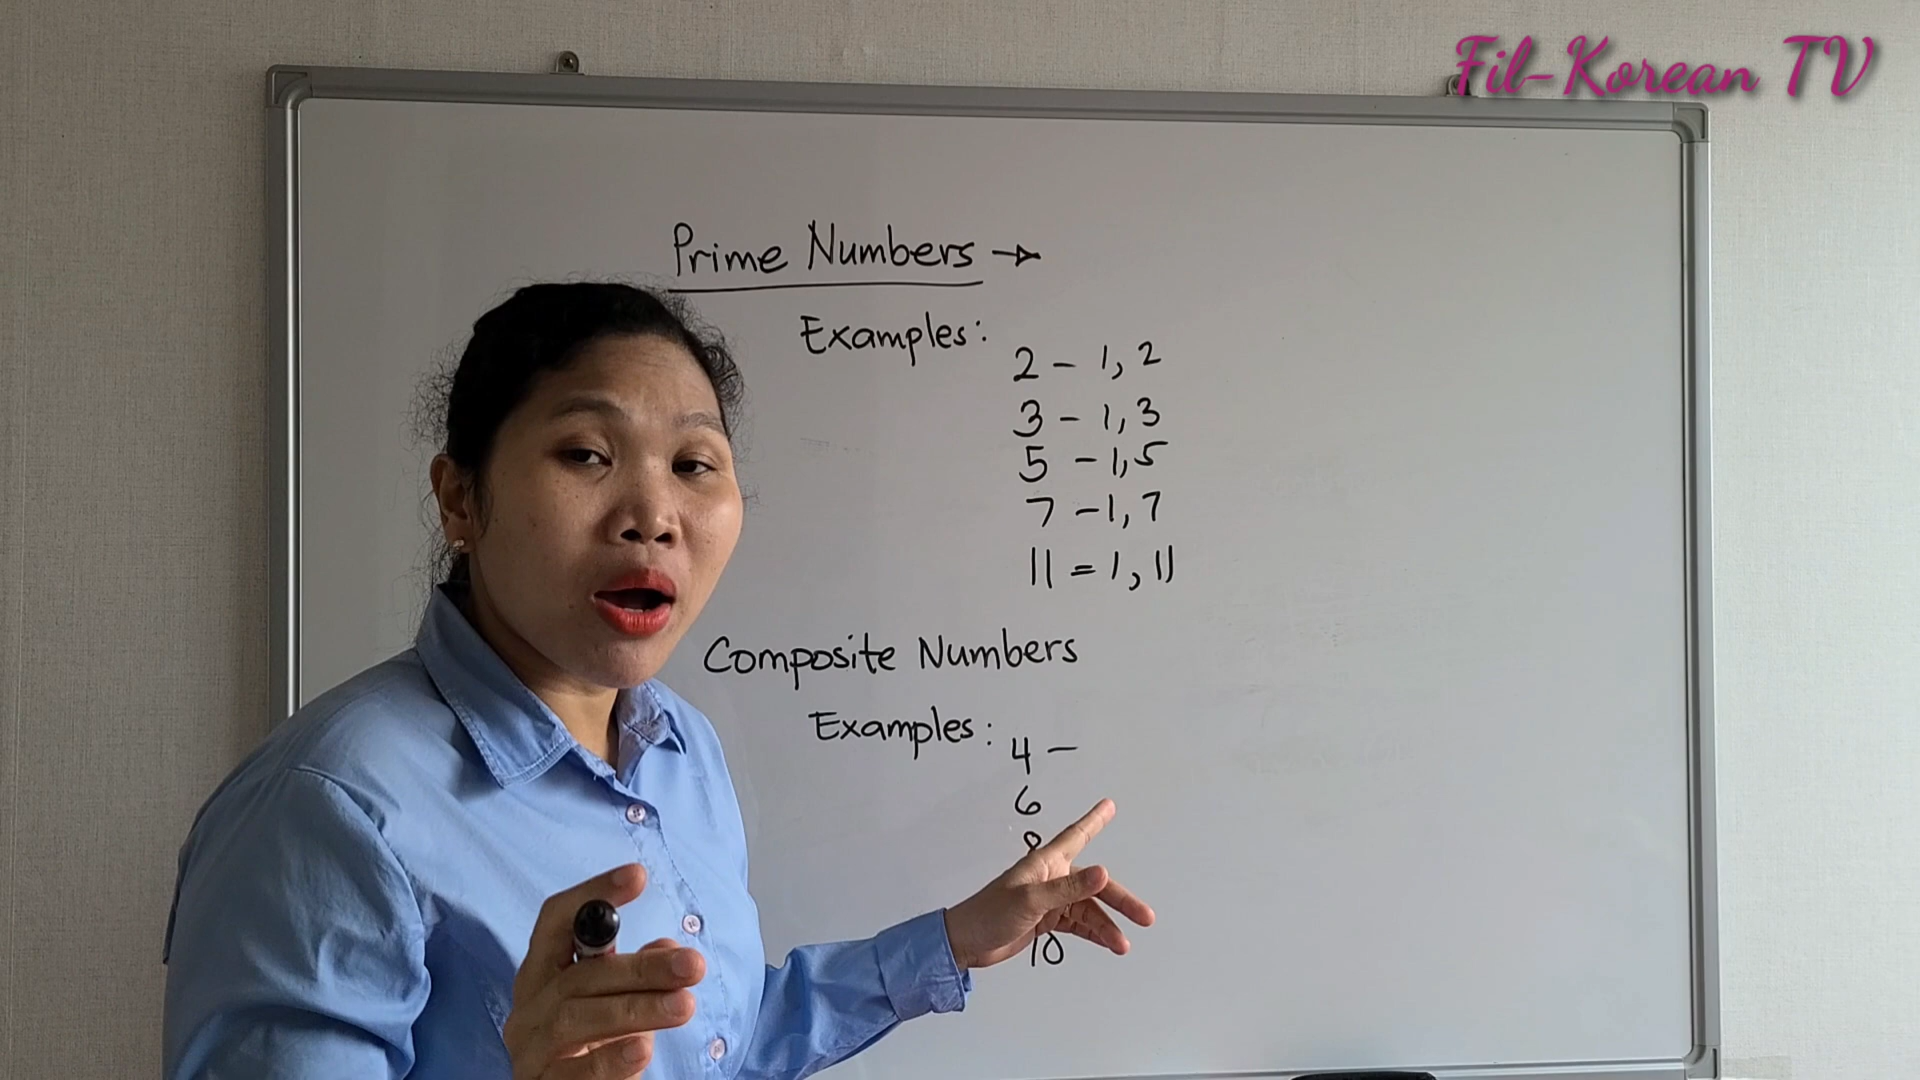 Fil-Korean TV
Prime Numbers →
Examples:
2 - 1, 2
3 - 1, 3
5 - 1, 5
7 - 1, 7
11 = 1, 11
Composite Numbers
Examples: 4 -
6
8
10